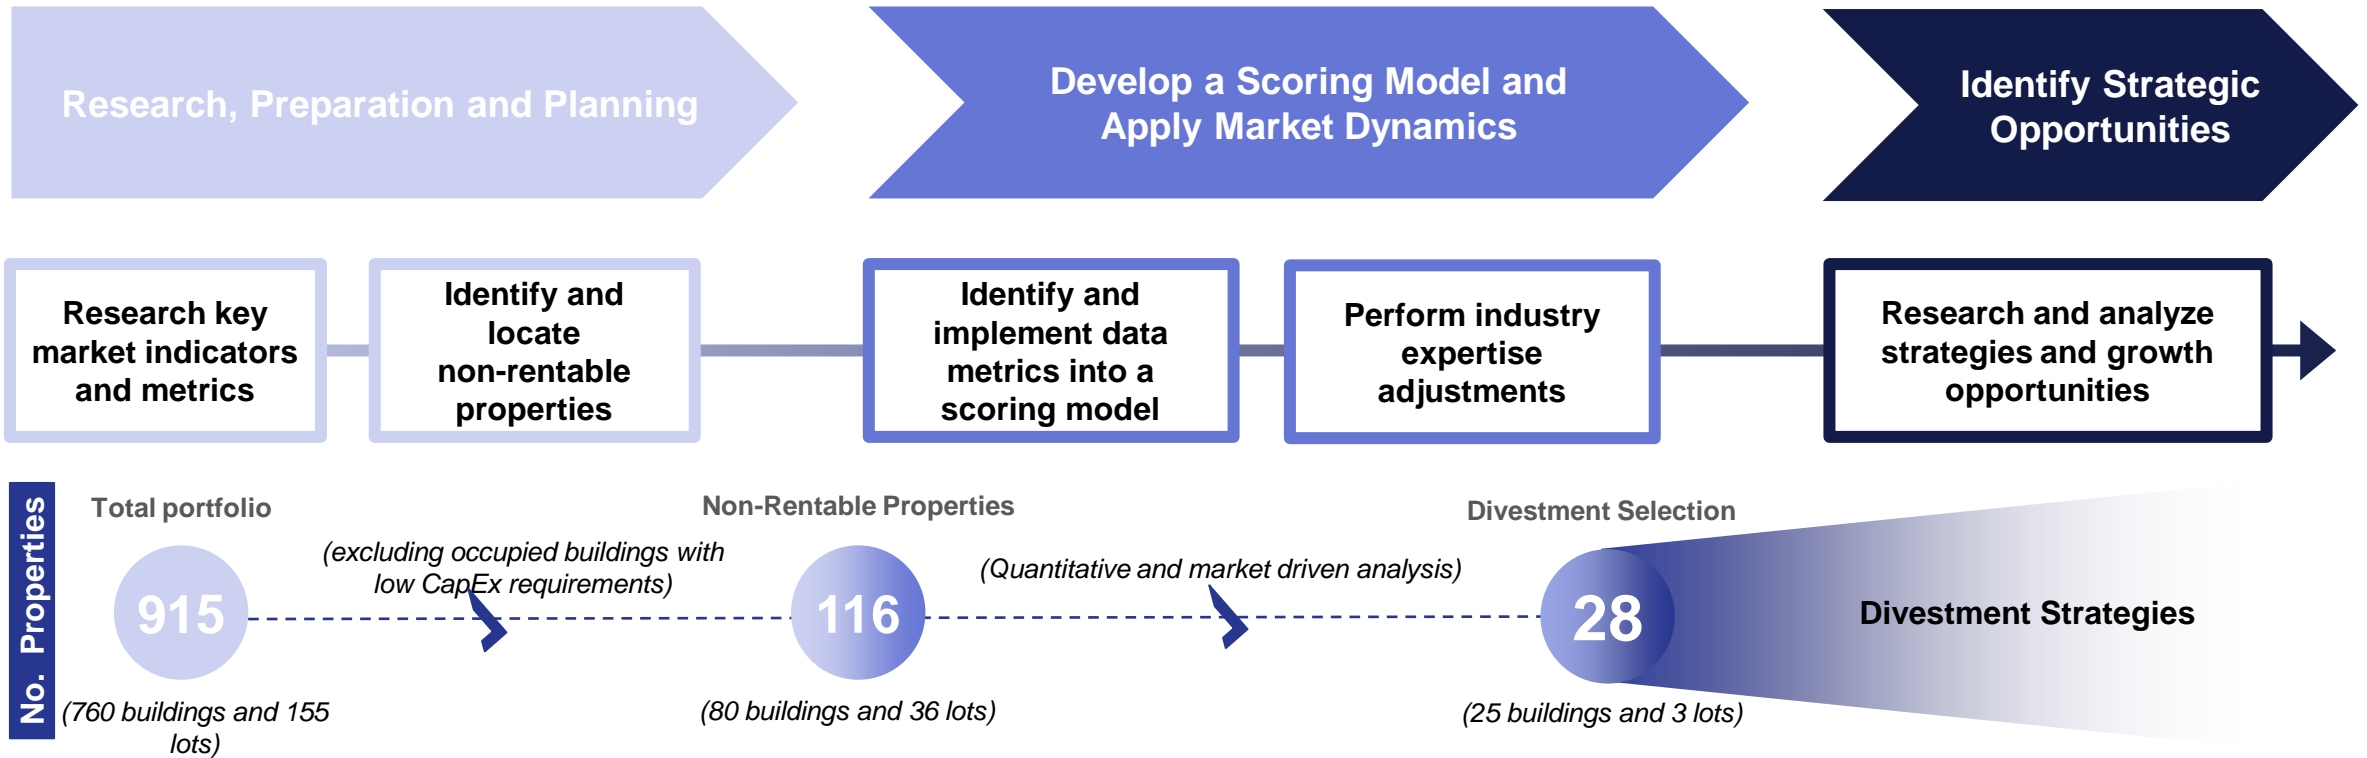 Research, Preparation and Planning
Develop a Scoring Model and
Apply Market Dynamics
Identify Strategic
Opportunities
Research key
market indicators
and metrics
Identify and
locate
non-rentable
properties
Identify and
implement data
metrics into a
scoring model
Perform industry
expertise
adjustments
Research and analyze
strategies and growth
opportunities
No. Properties
Total portfolio
915
(760 buildings and 155
lots)
(excluding occupied buildings with
low CapEx requirements)
Non-Rentable Properties
116
(80 buildings and 36 lots)
(Quantitative and market driven analysis)
Divestment Selection
28
(25 buildings and 3 lots)
Divestment Strategies